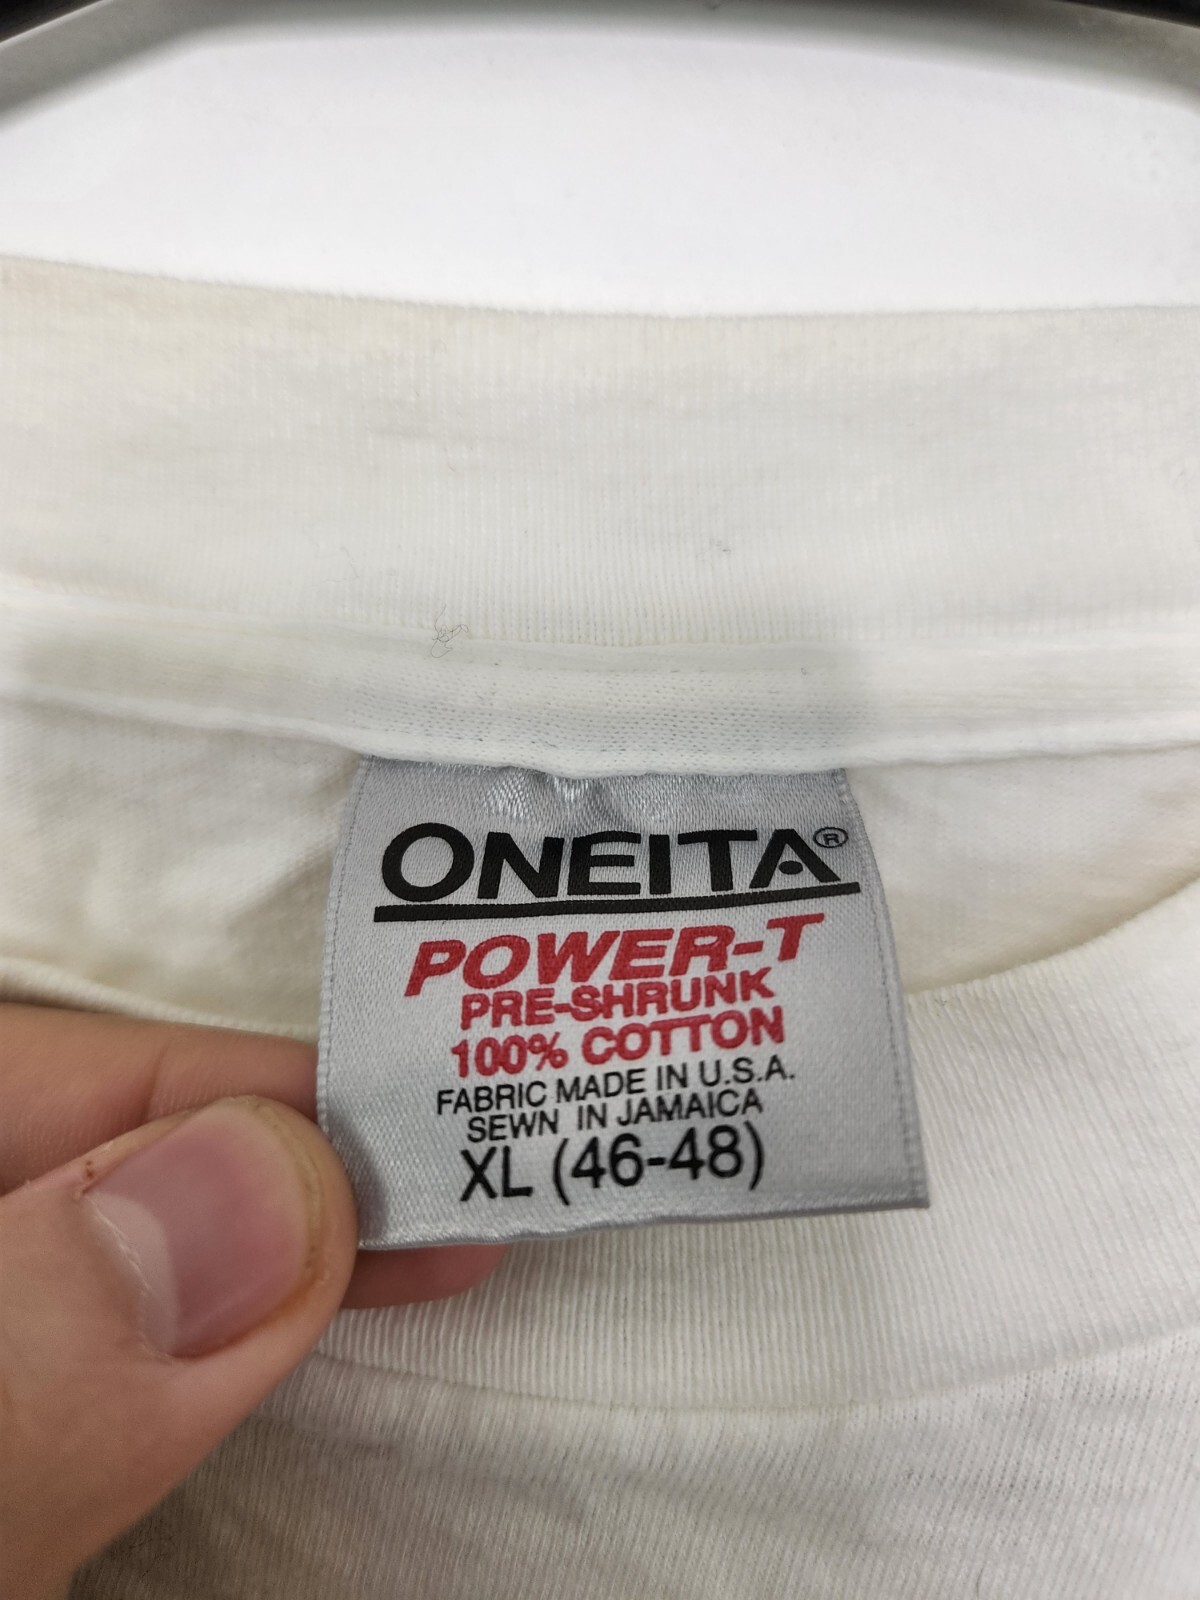 ONEITA®
POWER-T
PRE-SHRUNK
100% COTTON
FABRIC MADE IN U.S.A.
SEWN IN JAMAICA
XL (46-48)